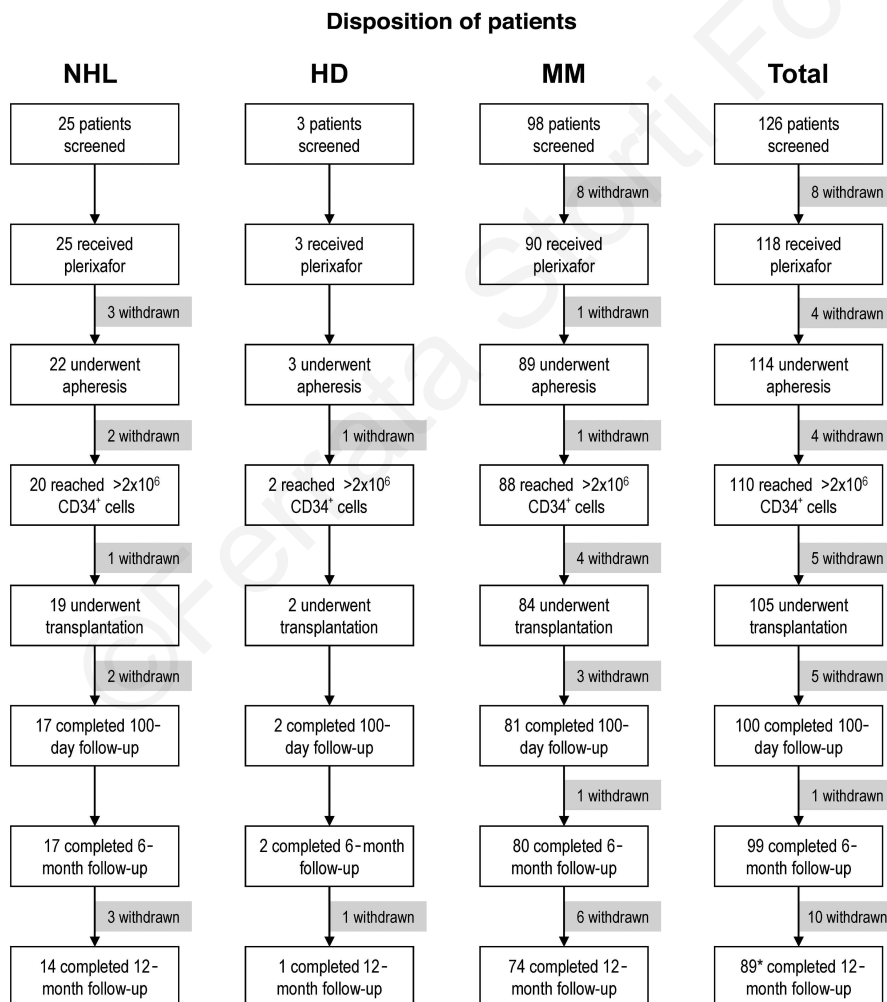 Disposition of patients
NHL
HD
MM
Total
25 patients
screened
3 patients
screened
98 patients
screened
126 patients
screened
8 withdrawn
8 withdrawn
25 received
plerixafor
3 received
plerixafor
90 received
plerixafor
118 received
plerixafor
3 withdrawn
1 withdrawn
4 withdrawn
22 underwent
apheresis
3 underwent
apheresis
89 underwent
apheresis
114 underwent
apheresis
2 withdrawn
1 withdrawn
1 withdrawn
4 withdrawn
20 reached >2x10⁶
CD34⁺ cells
2 reached >2x10⁶
CD34⁺ cells
88 reached >2x10⁶
CD34⁺ cells
110 reached >2x10⁶
CD34⁺ cells
1 withdrawn
4 withdrawn
5 withdrawn
19 underwent
transplantation
2 underwent
transplantation
84 underwent
transplantation
105 underwent
transplantation
2 withdrawn
3 withdrawn
5 withdrawn
17 completed 100-
day follow-up
2 completed 100-
day follow-up
81 completed 100-
day follow-up
100 completed 100-
day follow-up
1 withdrawn
1 withdrawn
17 completed 6-
month follow-up
2 completed 6-month
follow-up
80 completed 6-
month follow-up
99 completed 6-
month follow-up
3 withdrawn
1 withdrawn
6 withdrawn
10 withdrawn
14 completed 12-
month follow-up
1 completed 12-
month follow-up
74 completed 12-
month follow-up
89* completed 12-
month follow-up
©Ferrata Storti Fo